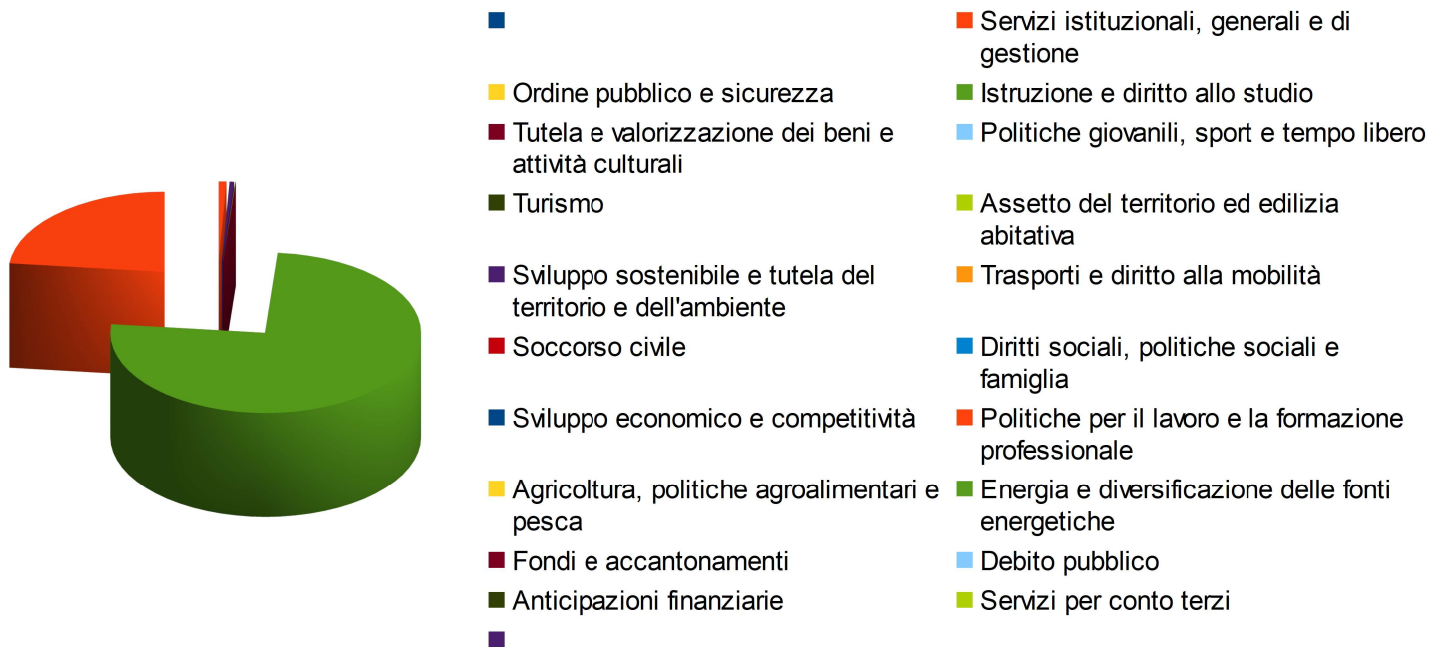 Servizi istituzionali, generali e di
gestione
Ordine pubblico e sicurezza
Istruzione e diritto allo studio
Tutela e valorizzazione dei beni e
attività culturali
Politiche giovanili, sport e tempo libero
Turismo
Assetto del territorio ed edilizia
abitativa
Sviluppo sostenibile e tutela del
territorio e dell'ambiente
Trasporti e diritto alla mobilità
Soccorso civile
Diritti sociali, politiche sociali e
famiglia
Sviluppo economico e competitività
Politiche per il lavoro e la formazione
professionale
Agricoltura, politiche agroalimentari e
pesca
Energia e diversificazione delle fonti
energetiche
Fondi e accantonamenti
Debito pubblico
Anticipazioni finanziarie
Servizi per conto terzi